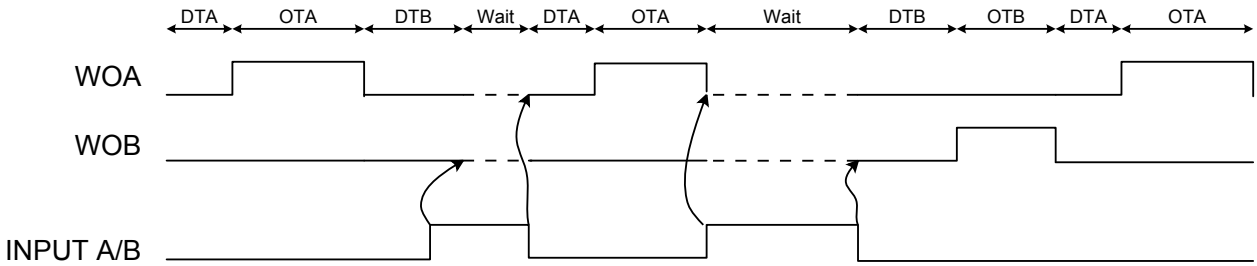 DTA OTA DTB Wait DTA OTA Wait DTB OTB DTA OTA
WOA
WOB
INPUT A/B